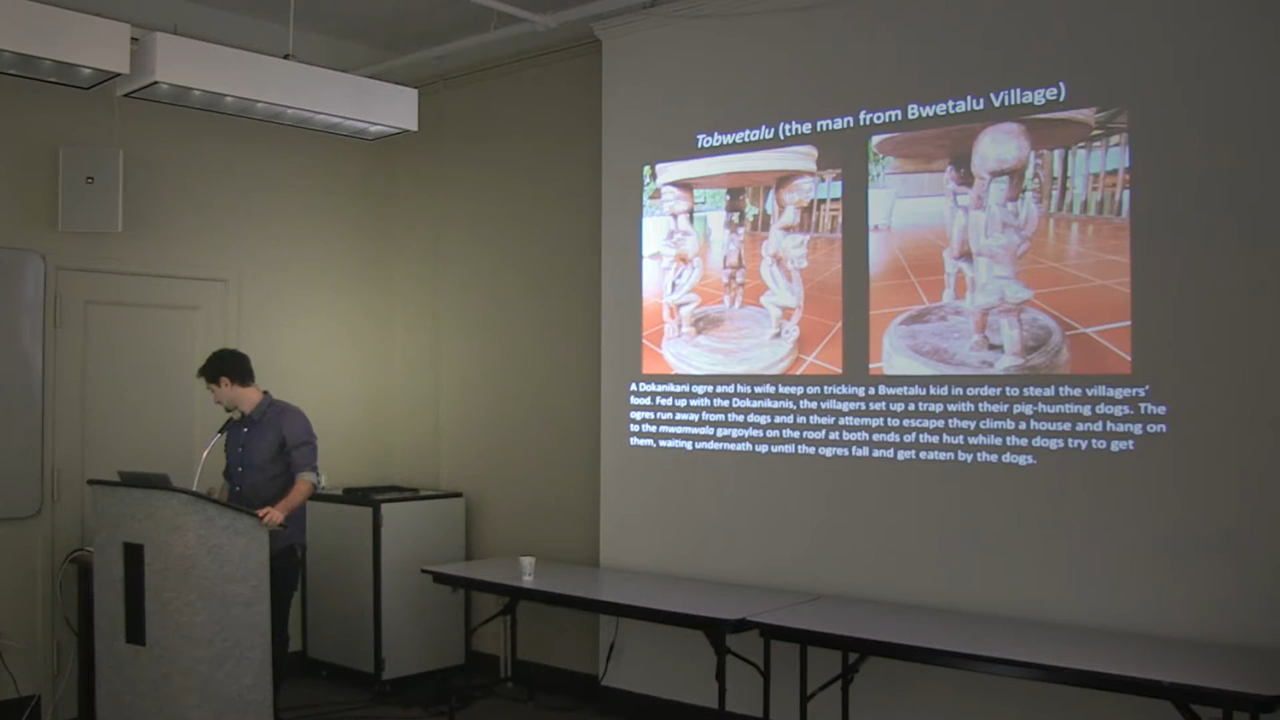 Tobwetalu (the man from Bwetalu Village)
A Dokanikani ogre and his wife keep on tricking a Bwetalu kid in order to steal the villagers'
food. Fed up with the Dokanikanis, the villagers set up a trap with their pig-hunting dogs. The
ogres run away from the dogs and in their attempt to escape they climb a house and hang on
to the mwamwala gargoyles on the roof at both ends of the hut while the dogs try to get
them, waiting underneath up until the ogres fall and get eaten by the dogs.